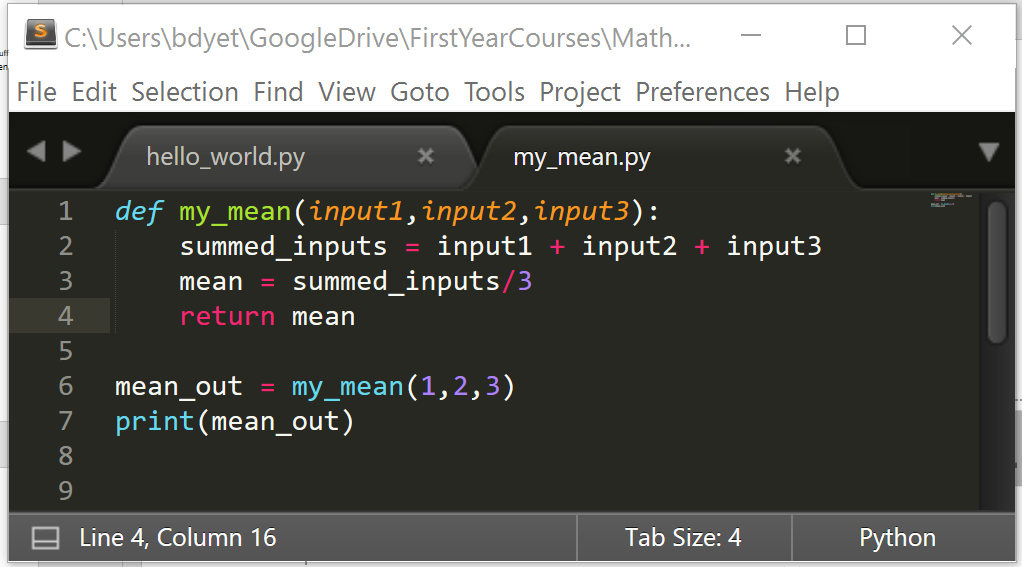 C:\Users\bdyet\GoogleDrive\FirstYearCourses\Math...
File Edit Selection Find View Goto Tools Project Preferences Help
hello_world.py my_mean.py
1 def my_mean(input1,input2,input3):
2     summed_inputs = input1 + input2 + input3
3     mean = summed_inputs/3
4     return mean
5
6 mean_out = my_mean(1,2,3)
7 print(mean_out)
8
9
Line 4, Column 16 Tab Size: 4 Python